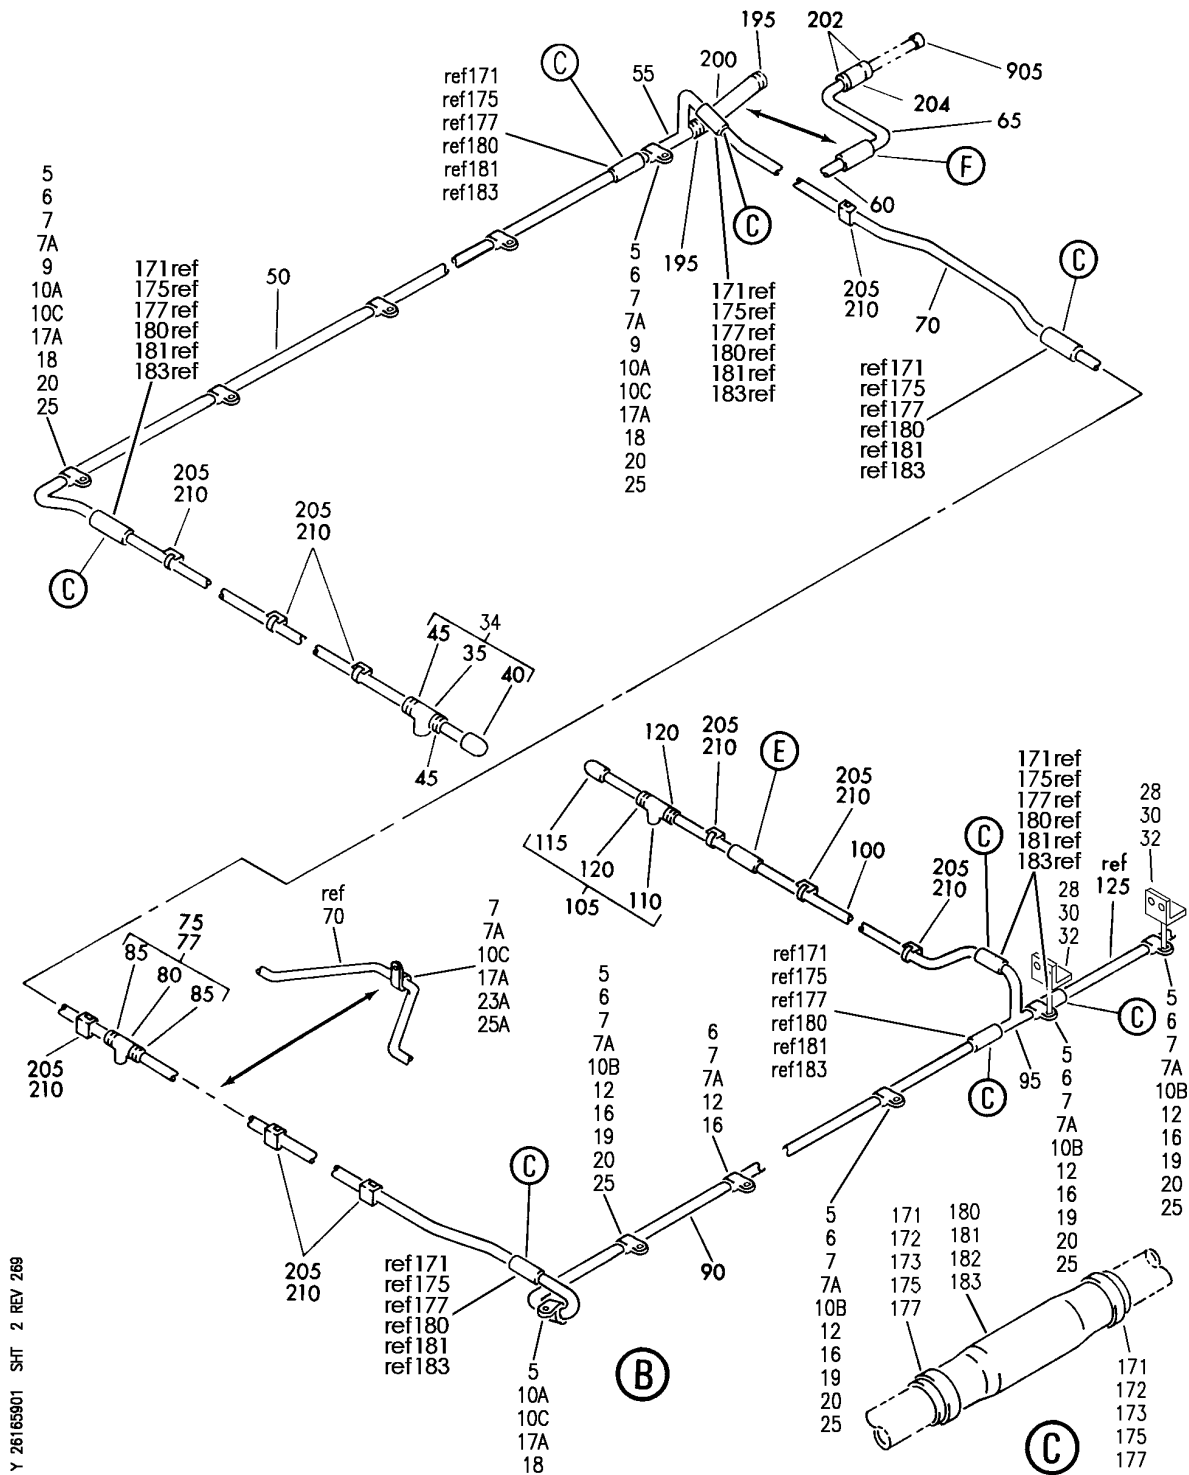 195
202
905
200
204
65
55
C
ref171
ref175
ref177
ref180
ref181
ref183
F
60
C
195
5
6
7
7A
9
10A
10C
17A
18
20
25
171ref
175ref
177ref
180ref
181ref
183ref
50
5
6
7
7A
9
10A
10C
17A
18
20
25
171ref
175ref
177ref
180ref
181ref
183ref
205
210
70
C
ref171
ref175
ref177
ref180
ref181
ref183
205
210
205
210
C
34
45
35
40
45
120
205
210
E
205
210
115
120
110
105
100
205
210
C
171ref
175ref
177ref
180ref
181ref
183ref
28
30
32
ref
125
28
30
32
ref
70
7
7A
10C
17A
23A
25A
75
77
85
80
85
205
210
5
6
7
7A
10B
12
16
19
20
25
6
7
7A
12
16
ref171
ref175
ref177
ref180
ref181
ref183
C
95
C
5
6
7
7A
10B
12
16
19
20
25
5
6
7
7A
10B
12
16
19
20
25
C
205
210
ref171
ref175
ref177
ref180
ref181
ref183
90
5
10A
10C
17A
18
B
5
6
7
7A
10B
12
16
19
20
25
171
172
173
175
177
180
181
182
183
171
172
173
175
177
C
Y 26165901 SHT 2 REV 269